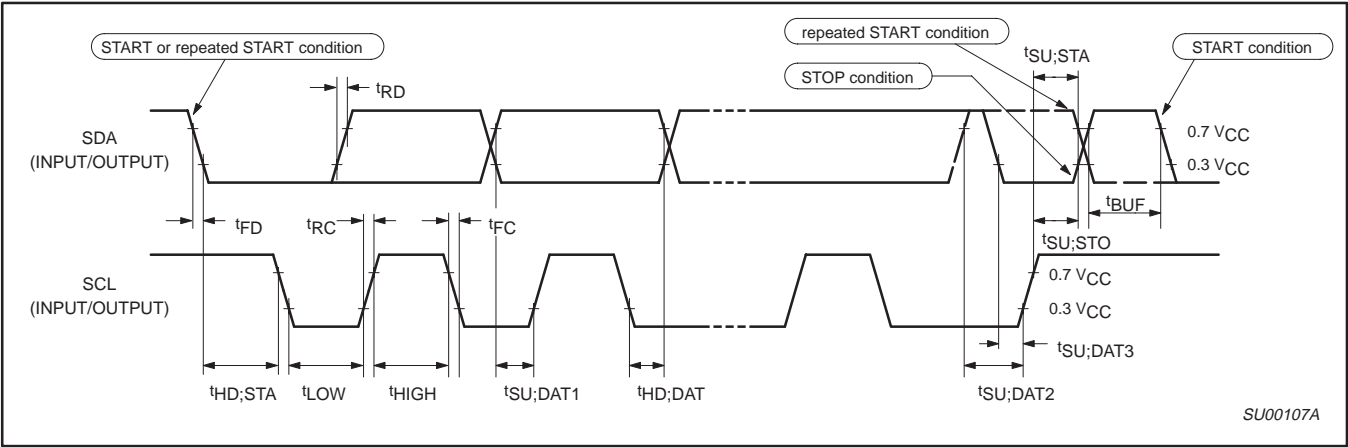 START or repeated START condition
repeated START condition
STOP condition
tSU;STA
START condition
tRD
SDA
(INPUT/OUTPUT)
0.7 VCC
0.3 VCC
tFD
tRC
tFC
tBUF
tSU;STO
SCL
(INPUT/OUTPUT)
0.7 VCC
0.3 VCC
tSU;DAT3
tHD;STA
tLOW
tHIGH
tSU;DAT1
tHD;DAT
tSU;DAT2
SU00107A